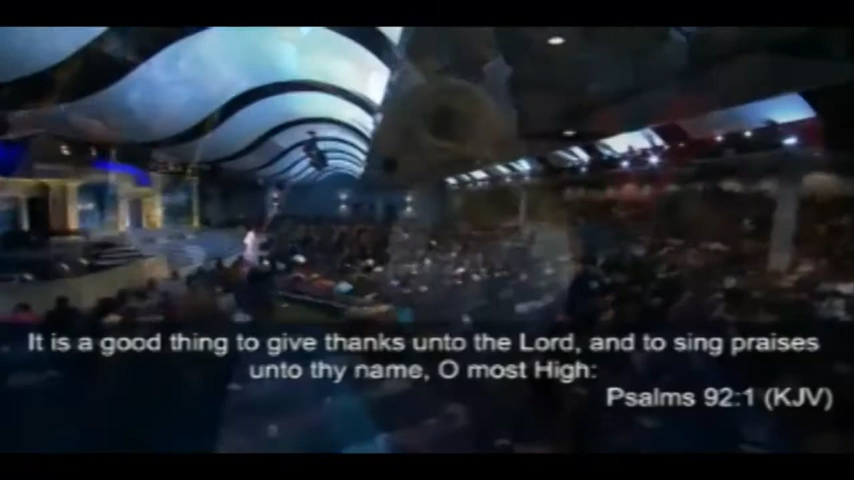 It is a good thing to give thanks unto the Lord, and to sing praises
unto thy name, O most High:
Psalms 92:1 (KJV)